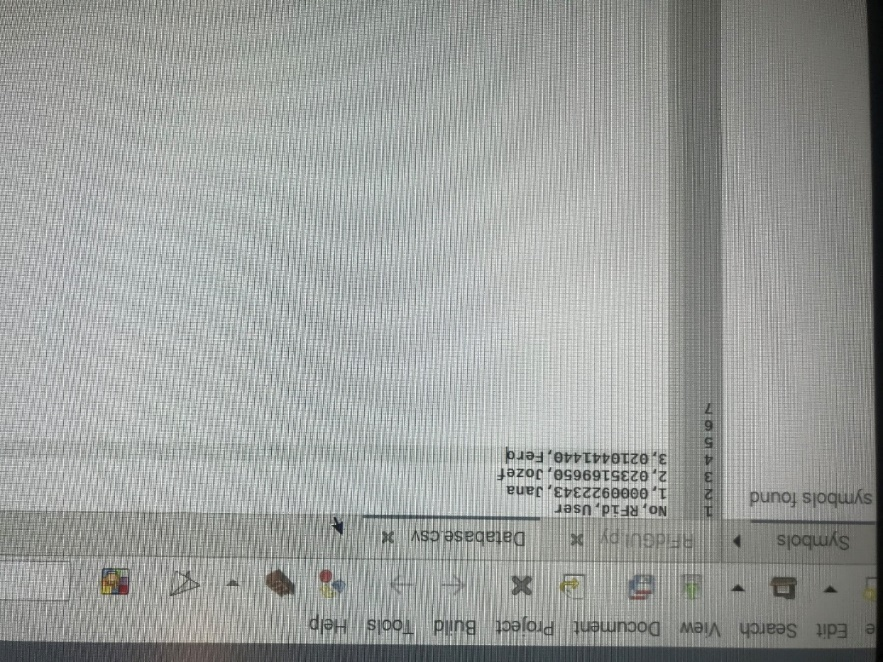 e Edit Search View Document Project Build Tools Help
Symbols
RFidGUI.py
Database.csv
symbols found
1 No,RFid,User
2 1,0000922343,Jana
3 2,0235169650,Jozef
4 3,0210441440,Fero
5
6
7